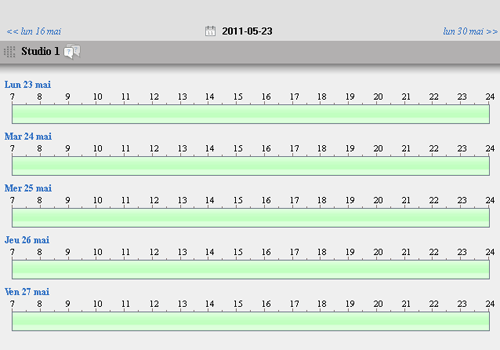 << lun 16 mai 2011-05-23 lun 30 mai >>
Studio 1
Lun 23 mai
7 8 9 10 11 12 13 14 15 16 17 18 19 20 21 22 23 24
Mar 24 mai
7 8 9 10 11 12 13 14 15 16 17 18 19 20 21 22 23 24
Mer 25 mai
7 8 9 10 11 12 13 14 15 16 17 18 19 20 21 22 23 24
Jeu 26 mai
7 8 9 10 11 12 13 14 15 16 17 18 19 20 21 22 23 24
Ven 27 mai
7 8 9 10 11 12 13 14 15 16 17 18 19 20 21 22 23 24